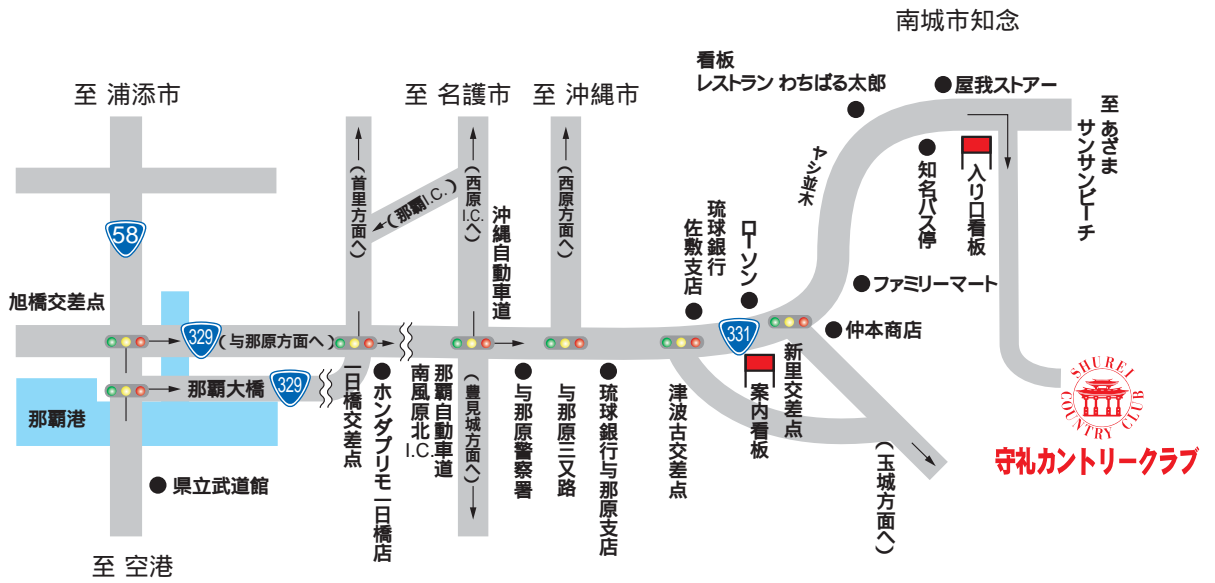 南城市知念
看板
レストラン わちばる太郎
屋我ストアー
至 浦添市
至 名護市
至 沖縄市
至 あざま
サンサンビーチ
ヤシ並木
知名バス停
入り口看板
(首里方面へ)
(那覇I.C.)
(西原I.C.へ)
沖縄自動車道
(西原方面へ)
琉球銀行
佐敷支店
ローソン
ファミリーマート
58
旭橋交差点
329
(与那原方面へ)
331
仲本商店
那覇大橋
329
那覇港
一日橋交差点
ホンダプリモ一日橋店
南風原北I.C.
那覇自動車道
(豊見城方面へ)
与那原警察署
与那原三又路
琉球銀行与那原支店
津波古交差点
案内看板
新里交差点
(玉城方面へ)
県立武道館
至 空港
SHUREI
COUNTRY CLUB
守礼カントリークラブ